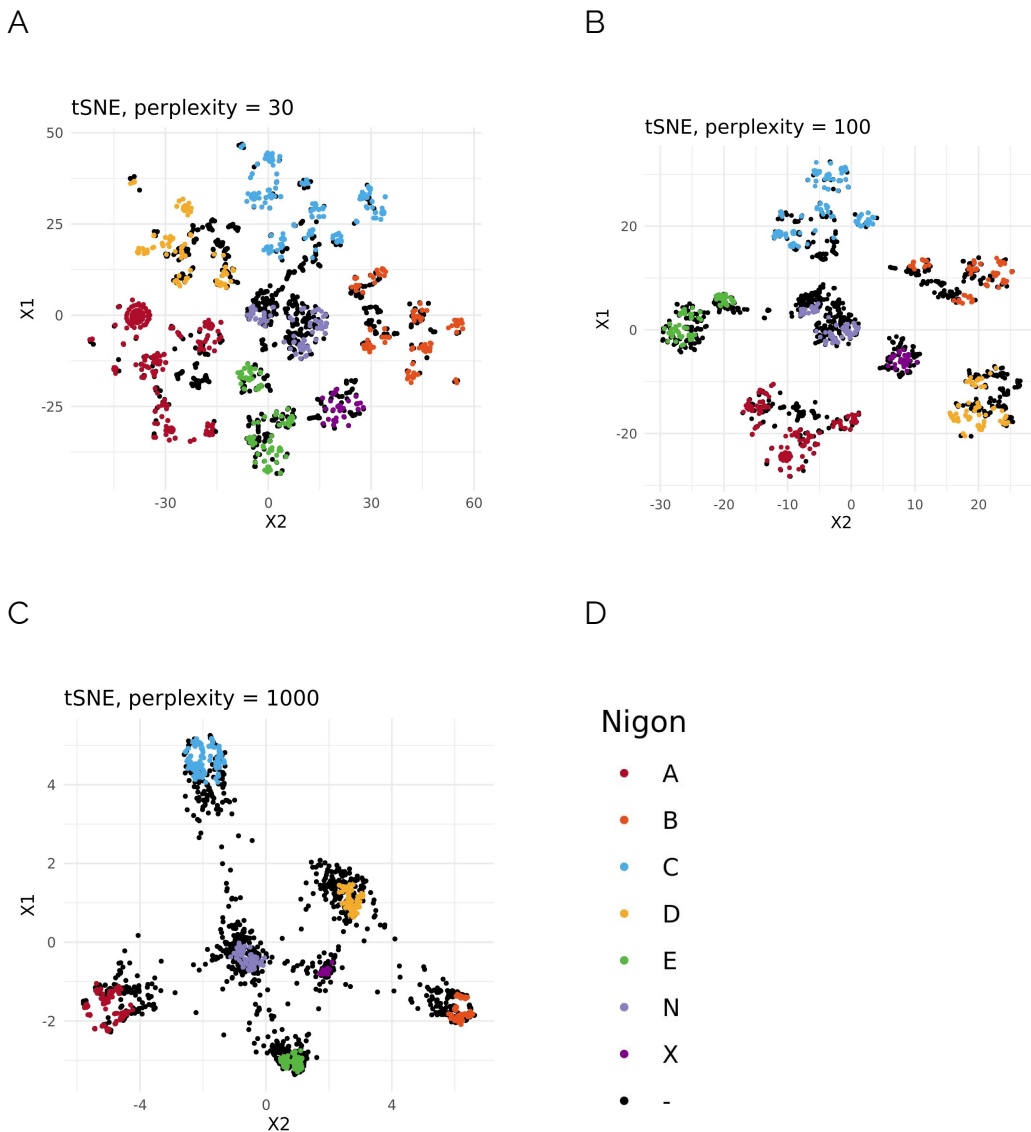 A
tSNE, perplexity = 30
50
25
0
-25
X1
-30
0
30
60
X2
B
tSNE, perplexity = 100
20
0
-20
X1
-30
-20
-10
0
10
20
X2
C
tSNE, perplexity = 1000
4
2
0
-2
X1
-4
0
4
X2
D
Nigon
A
B
C
D
E
N
X
-